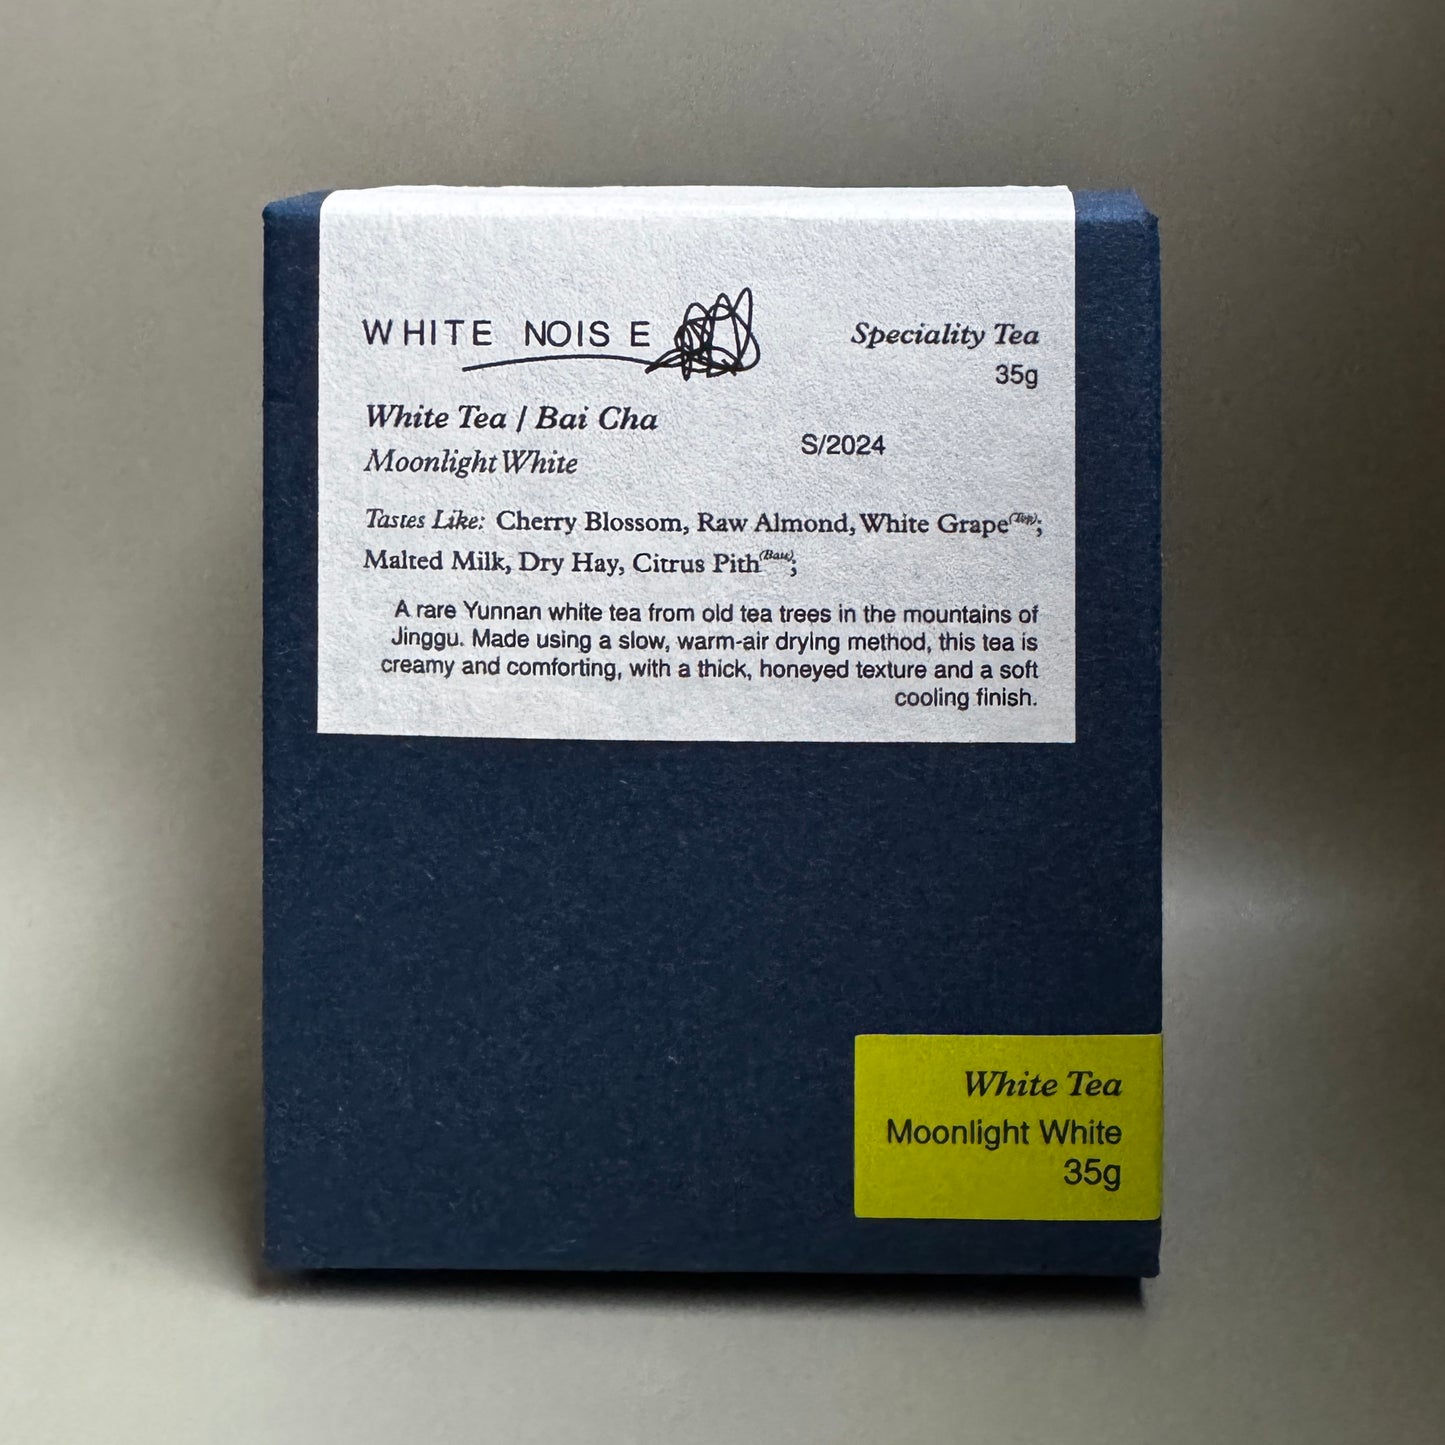 WHITE NOISE
Speciality Tea
35g
White Tea / Bai Cha
Moonlight White
S/2024
Tastes Like: Cherry Blossom, Raw Almond, White Grape(Top);
Malted Milk, Dry Hay, Citrus Pith(Base);
A rare Yunnan white tea from old tea trees in the mountains of
Jinggu. Made using a slow, warm-air drying method, this tea is
creamy and comforting, with a thick, honeyed texture and a soft
cooling finish.
White Tea
Moonlight White
35g